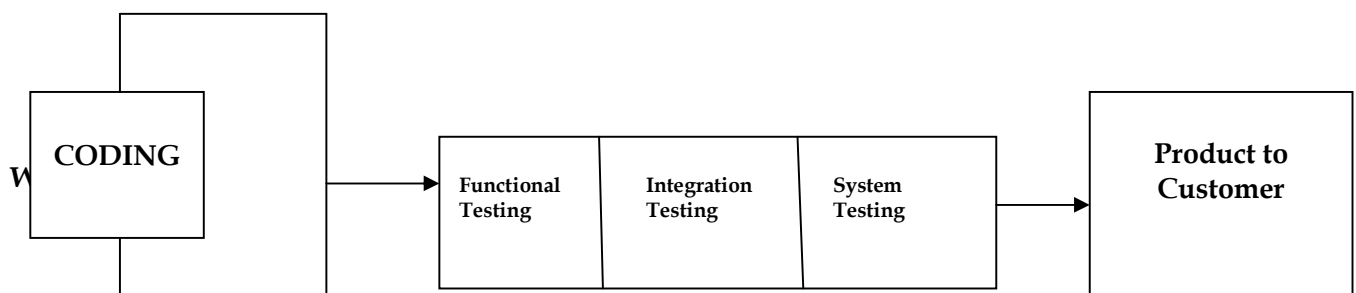 CODING
Functional
Testing
Integration
Testing
System
Testing
Product to
Customer